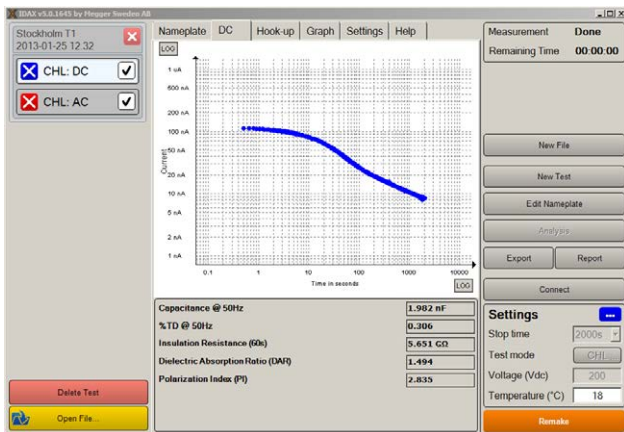 IDAX v5.0.1645 by Megger Sweden AB
Stockholm T1
2013-01-25 12.32
CHL: DC
CHL: AC
Delete Test
Open File...
Nameplate DC Hook-up Graph Settings Help
LOG
1 uA
500 nA
200 nA
100 nA
50 nA
20 nA
10 nA
5 nA
2 nA
1 nA
Current
0.1 1 10 100 1000 10000
Time in seconds
LOG
Capacitance @ 50Hz 1.982 nF
%TD @ 50Hz 0.306
Insulation Resistance (60s) 5.651 GΩ
Dielectric Absorption Ratio (DAR) 1.494
Polarization Index (PI) 2.835
Measurement Done
Remaining Time 00:00:00
New File
New Test
Edit Nameplate
Analysis
Export Report
Connect
Settings ...
Stop time 2000s
Test mode CHL
Voltage (Vdc) 200
Temperature (°C) 18
Remake